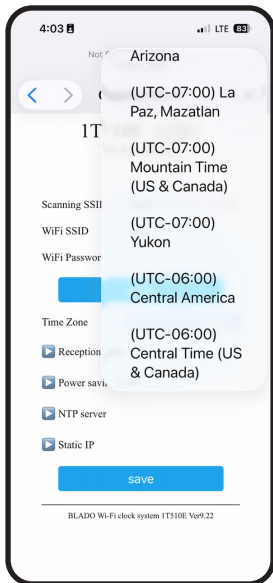 4:03 LTE 83
Not
Arizona
(UTC-07:00) La
Paz, Mazatlan
1T
(UTC-07:00)
Mountain Time
(US & Canada)
Scanning SSI
WiFi SSID
(UTC-07:00)
Yukon
WiFi Passwor
(UTC-06:00)
Central America
Time Zone
(UTC-06:00)
Central Time (US
& Canada)
Reception
Power savi
NTP server
Static IP
save
BLADO Wi-Fi clock system 1T510E Ver9.22